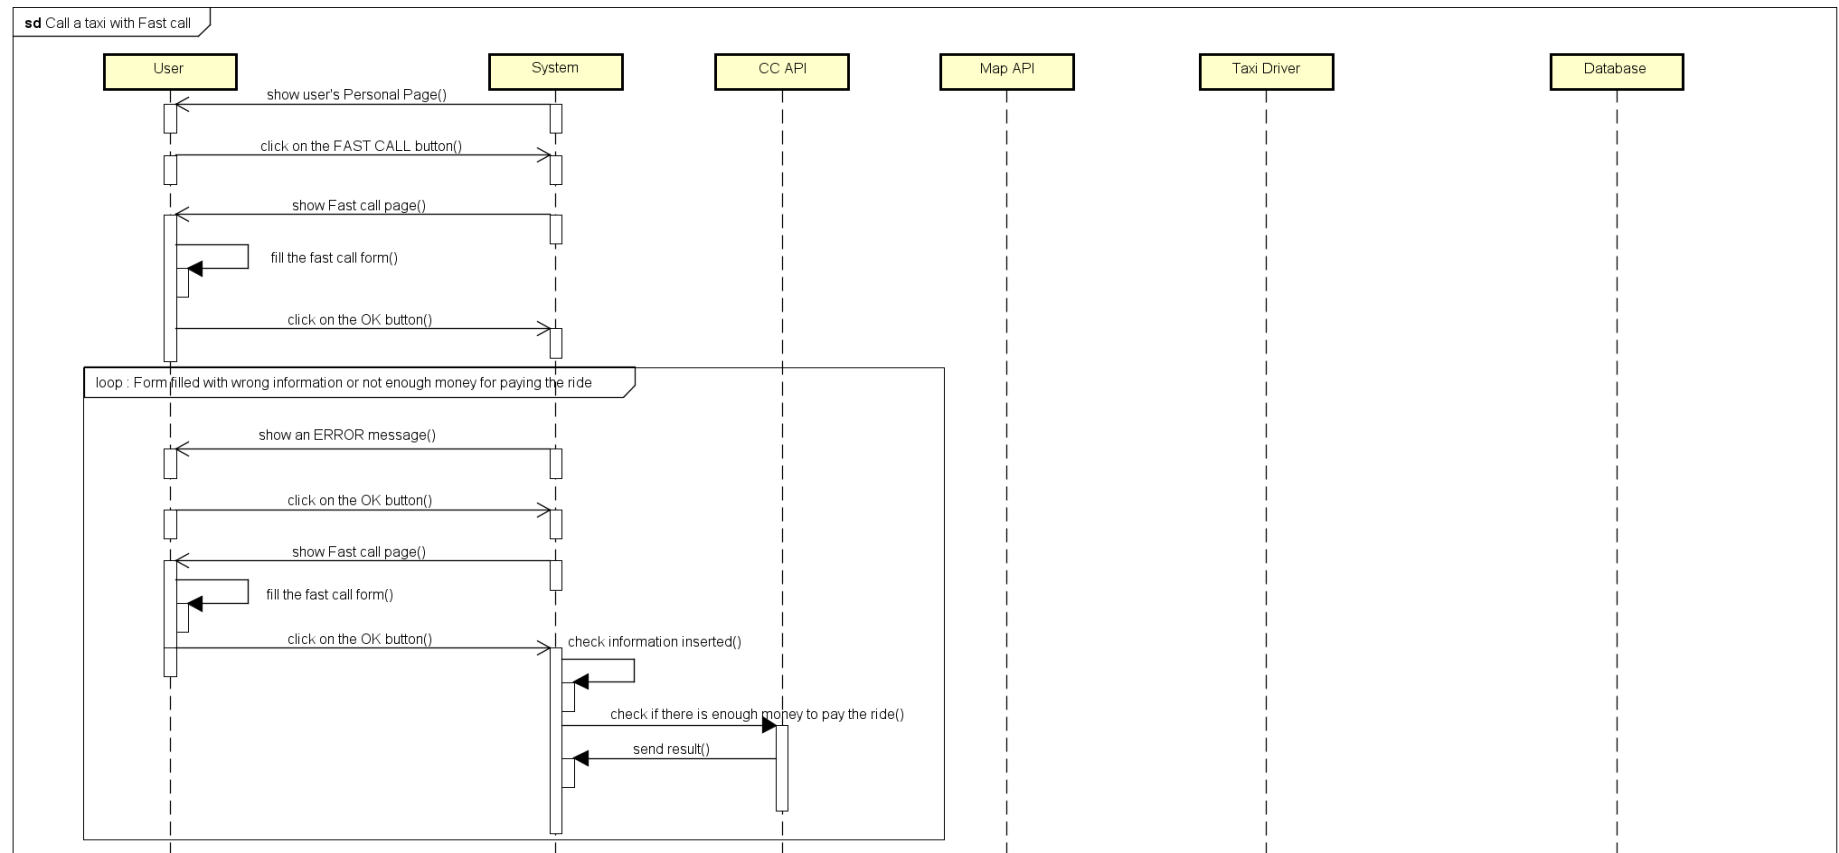 sd Call a taxi with Fast call
User
System
CC API
Map API
Taxi Driver
Database
show user's Personal Page()
click on the FAST CALL button()
show Fast call page()
fill the fast call form()
click on the OK button()
loop : Form filled with wrong information or not enough money for paying the ride
show an ERROR message()
click on the OK button()
show Fast call page()
fill the fast call form()
click on the OK button()
check information inserted()
check if there is enough money to pay the ride()
send result()